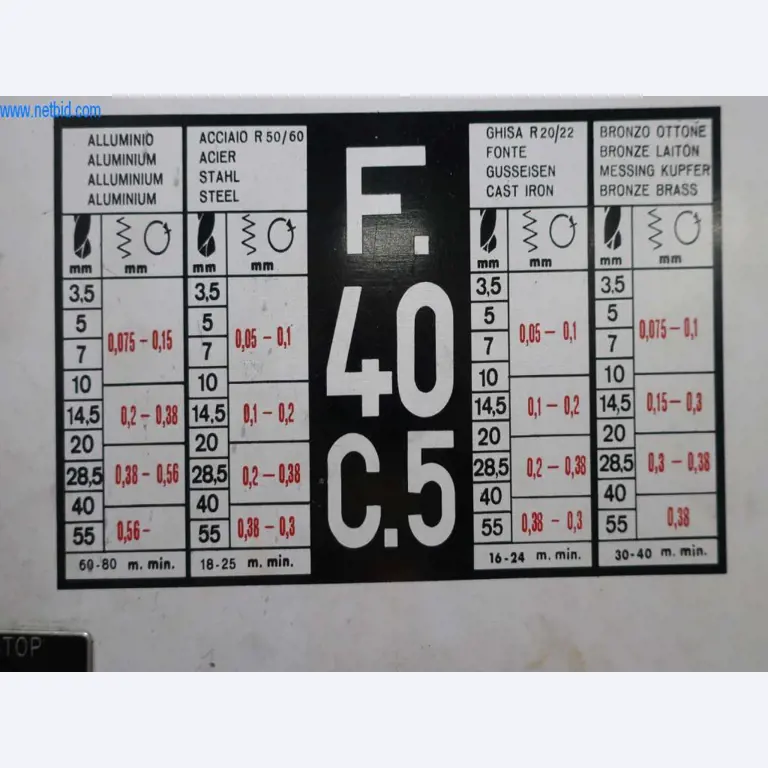 www.netbid.com
ALLUMINIO
ALUMINIUM
ALLUMINIUM
ALUMINIUM
mm
mm
3,5
5
7
10
14,5
20
28,5
40
55
0,075 – 0,15
0,2 – 0,38
0,38 – 0,56
0,56–
60-80 m. min.
ACCIAIO R 50/60
ACIER
STAHL
STEEL
mm
mm
3,5
5
7
10
14,5
20
28,5
40
55
0,05 – 0,1
0,1 – 0,2
0,2 – 0,38
0,38 – 0,3
18-25 m. min.
F.
40
C.5
GHISA R 20/22
FONTE
GUSSEISEN
CAST IRON
mm
mm
3,5
5
7
10
14,5
20
28,5
40
55
0,05 – 0,1
0,1 – 0,2
0,2 – 0,38
0,38 – 0,3
16-24 m. min.
BRONZO OTTONE
BRONZE LAITON
MESSING KUPFER
BRONZE BRASS
mm
mm
3,5
5
7
10
14,5
20
28,5
40
55
0,075 – 0,1
0,15 – 0,3
0,3 – 0,38
0,38
30-40 m. min.
TOP